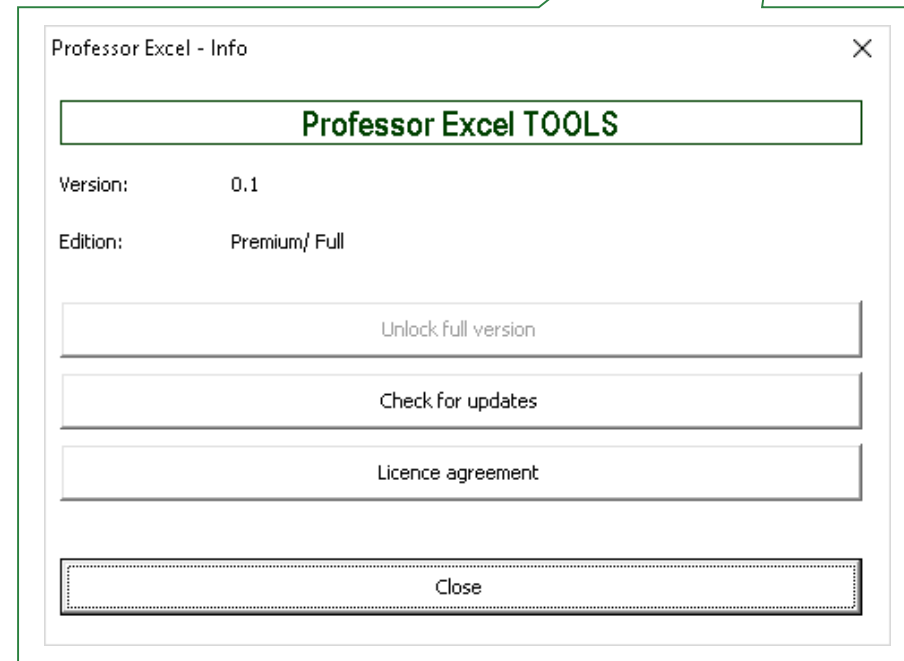 Professor Excel - Info
Professor Excel TOOLS
Version: 0.1
Edition: Premium/ Full
Unlock full version
Check for updates
Licence agreement
Close